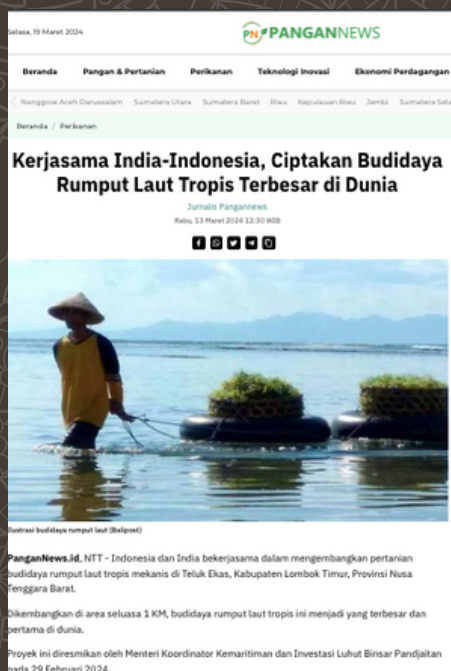 Selasa, 19 Maret 2024
PN PANGANNEWS
Beranda Pangan & Pertanian Perikanan Teknologi Inovasi Ekonomi Perdagangan
Nanggroe Aceh Darussalam Sumatera Utara Sumatera Barat Riau Kepulauan Riau Jambi Sumatera Sela
Beranda / Perikanan
Kerjasama India-Indonesia, Ciptakan Budidaya
Rumput Laut Tropis Terbesar di Dunia
Jurnalis Pangannews
Rabu, 13 Maret 2024 12:30 WIB
Ilustrasi budidaya rumput laut (Balipost)
PanganNews.id, NTT - Indonesia dan India bekerjasama dalam mengembangkan pertanian
budidaya rumput laut tropis mekanis di Teluk Ekas, Kabupaten Lombok Timur, Provinsi Nusa
Tenggara Barat.
Dikembangkan di area seluasa 1 KM, budidaya rumput laut tropis ini menjadi yang terbesar dan
pertama di dunia.
Proyek ini diresmikan oleh Menteri Koordinator Kemaritiman dan Investasi Luhut Binsar Pandjaitan
pada 29 Februari 2024.